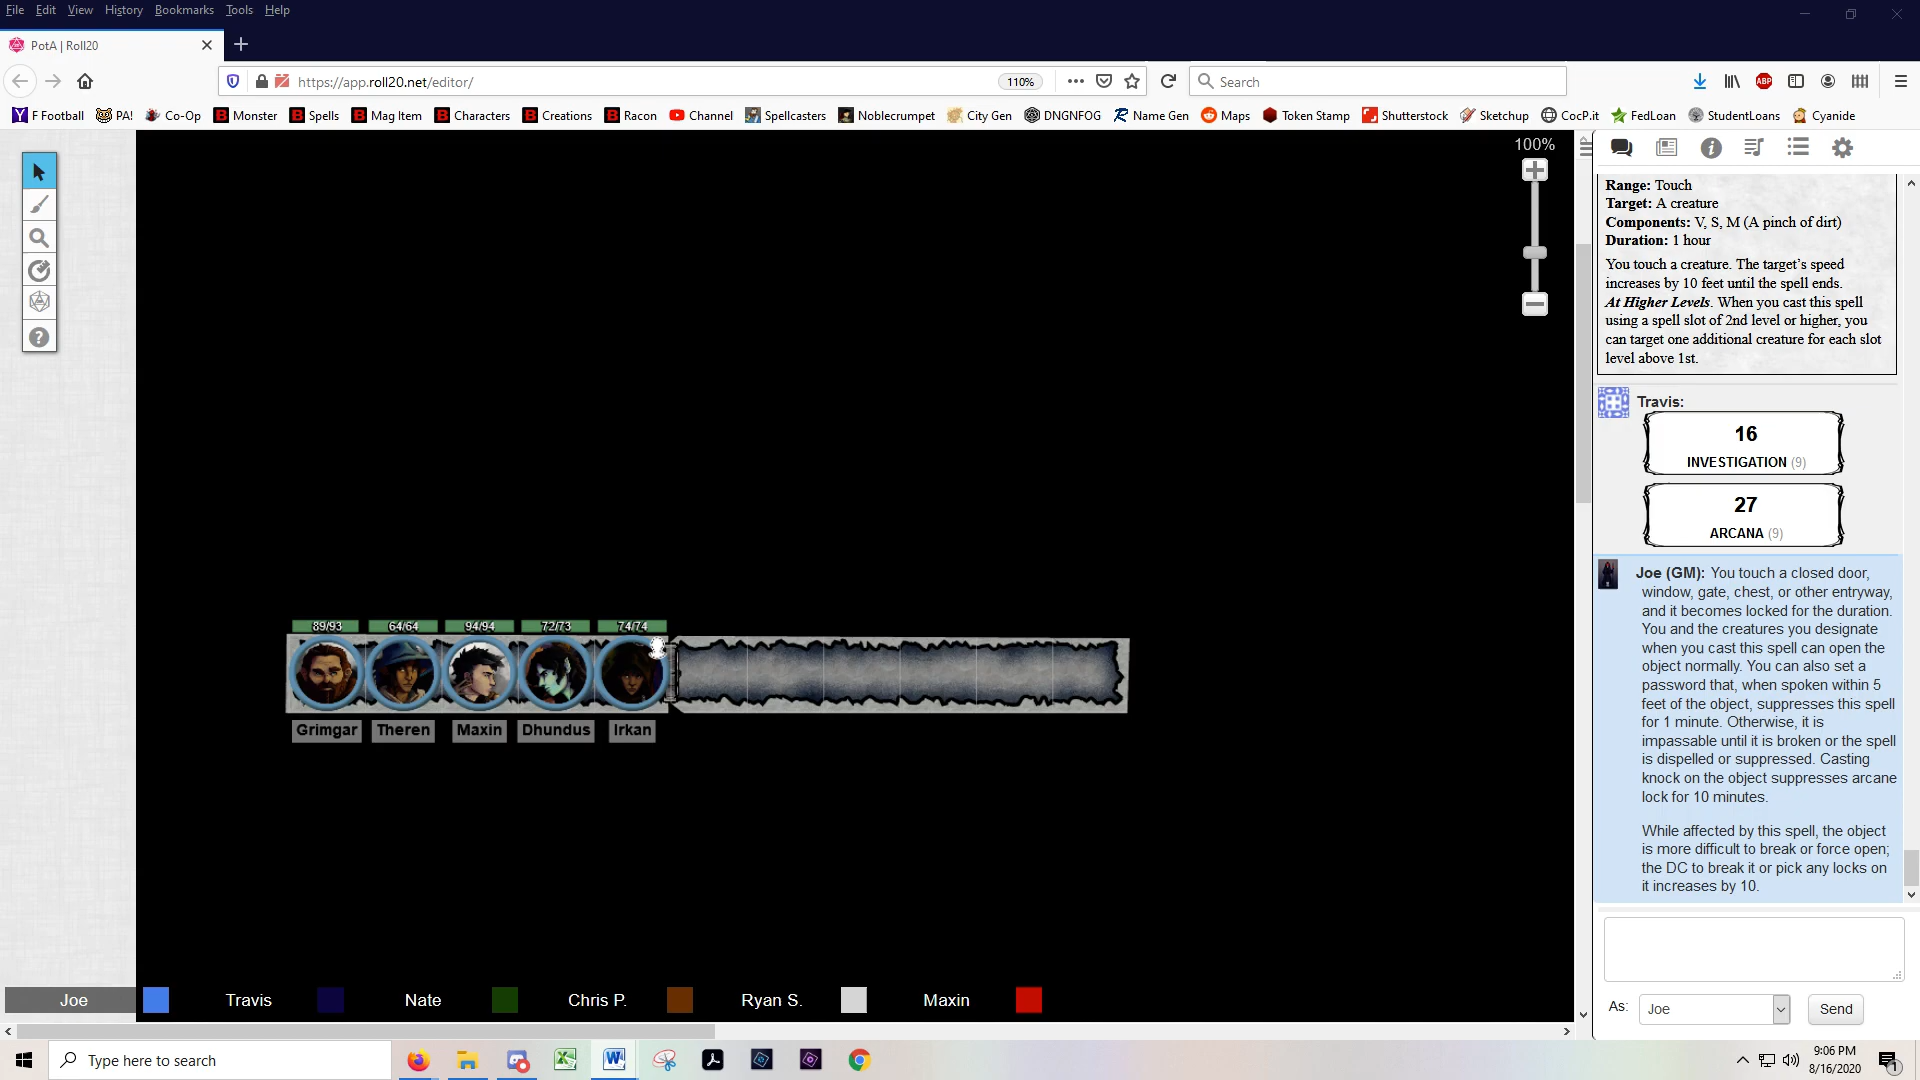 File Edit View History Bookmarks Tools Help
PotA | Roll20
https://app.roll20.net/editor/
110%
Search
F Football PA! Co-Op Monster Spells Mag Item Characters Creations Racon Channel Spellcasters Noblecrumpet City Gen DNGNFOG Name Gen Maps Token Stamp Shutterstock Sketchup CocP.it FedLoan StudentLoans Cyanide
100%
Range: Touch
Target: A creature
Components: V, S, M (A pinch of dirt)
Duration: 1 hour
You touch a creature. The target’s speed
increases by 10 feet until the spell ends.
At Higher Levels. When you cast this spell
using a spell slot of 2nd level or higher, you
can target one additional creature for each slot
level above 1st.
Travis:
16
INVESTIGATION (9)
27
ARCANA (9)
Joe (GM): You touch a closed door,
window, gate, chest, or other entryway,
and it becomes locked for the duration.
You and the creatures you designate
when you cast this spell can open the
object normally. You can also set a
password that, when spoken within 5
feet of the object, suppresses this spell
for 1 minute. Otherwise, it is
impassable until it is broken or the spell
is dispelled or suppressed. Casting
knock on the object suppresses arcane
lock for 10 minutes.
While affected by this spell, the object
is more difficult to break or force open;
the DC to break it or pick any locks on
it increases by 10.
89/93 64/64 94/94 72/73 74/74
Grimgar Theren Maxin Dhundus Irkan
Joe Travis Nate Chris P. Ryan S. Maxin
As: Joe Send
Type here to search
9:06 PM
8/16/2020
1